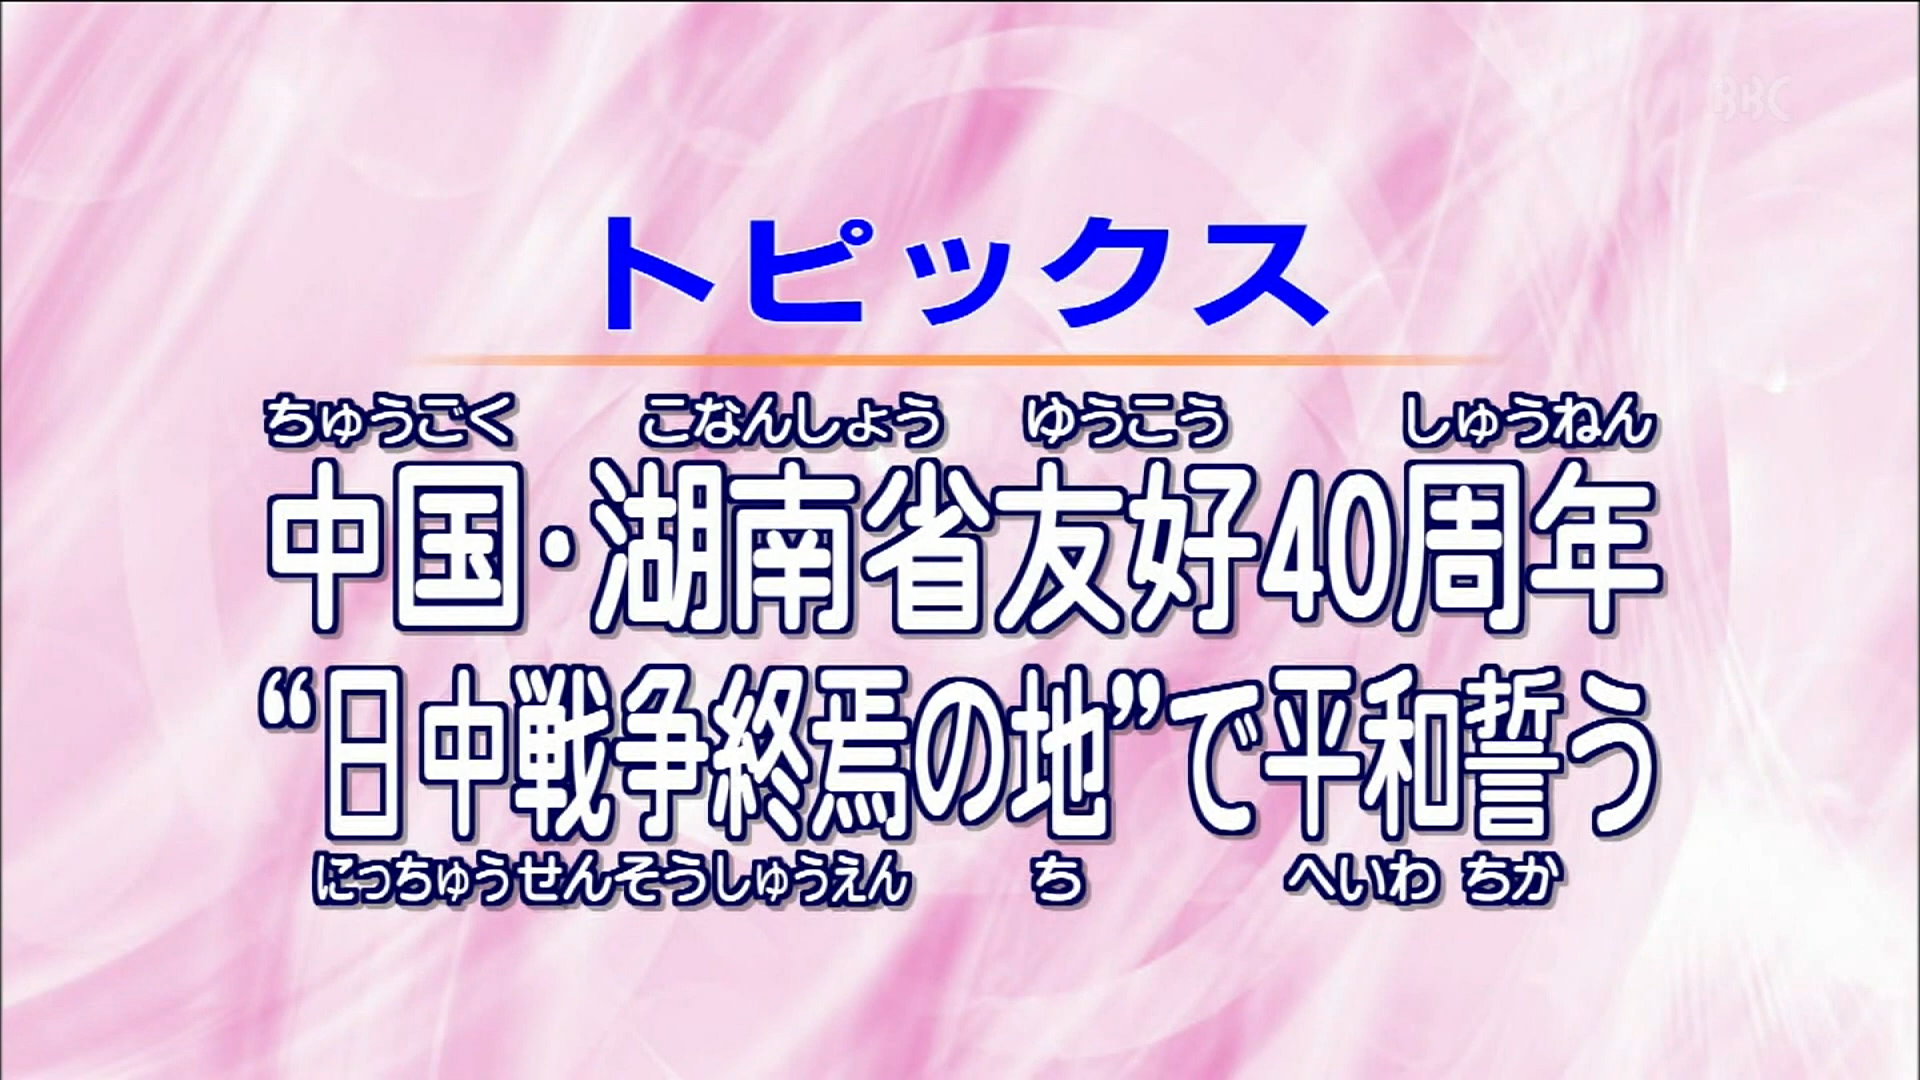 BBC
トピックス
ちゅうごく こなんしょう ゆうこう しゅうねん
中国・湖南省友好40周年
“日中戦争終焉の地”で平和誓う
にっちゅうせんそうしゅうえん ち へいわ ちか